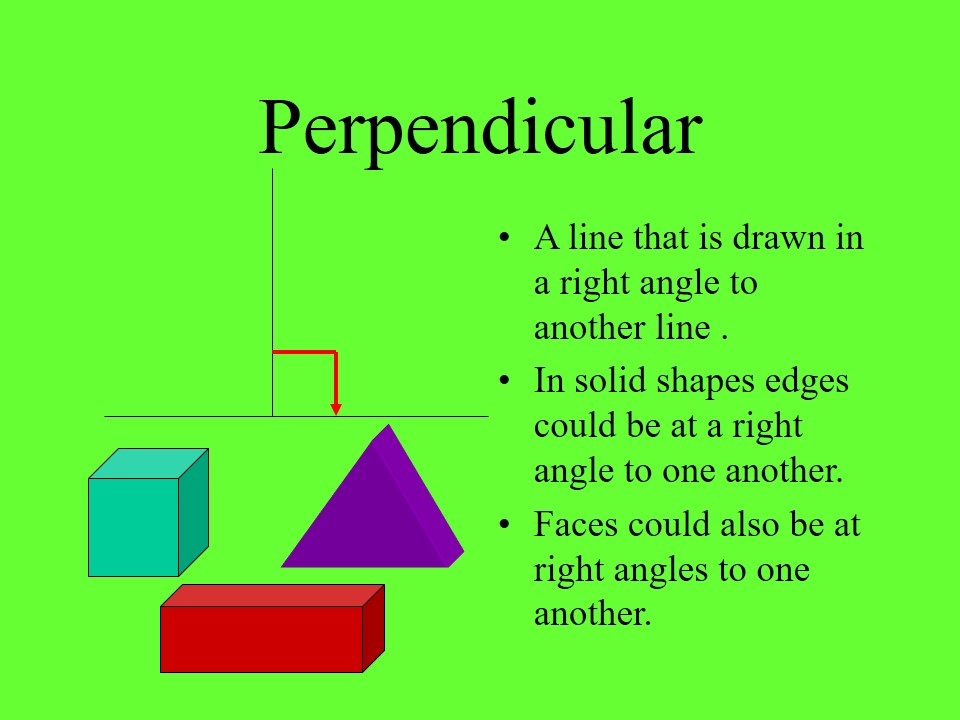 Perpendicular
• A line that is drawn in
a right angle to
another line .
• In solid shapes edges
could be at a right
angle to one another.
• Faces could also be at
right angles to one
another.